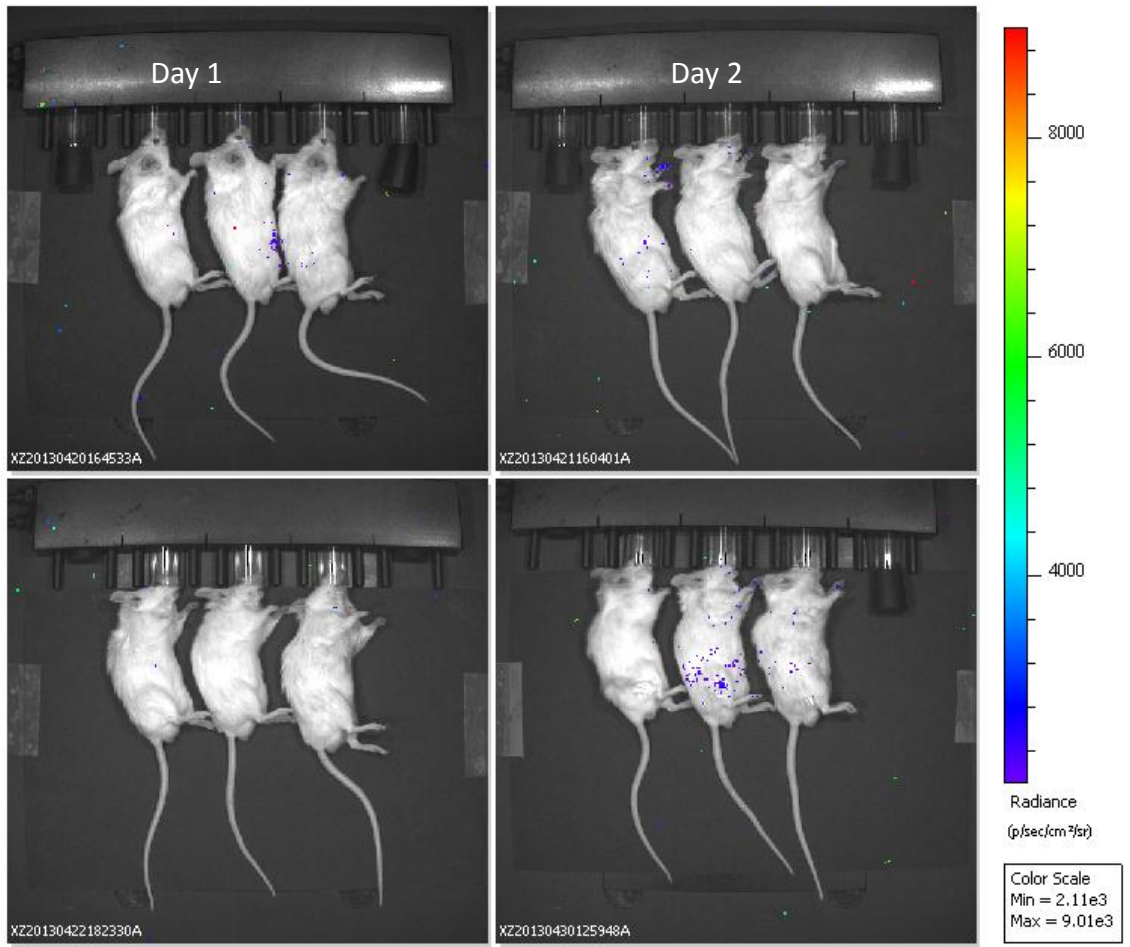 Day 1
Day 2
XZ20130420164533A
XZ20130421160401A
XZ20130422182330A
XZ20130430125948A
8000
6000
4000
Radiance
(p/sec/cm²/sr)
Color Scale
Min = 2.11e3
Max = 9.01e3